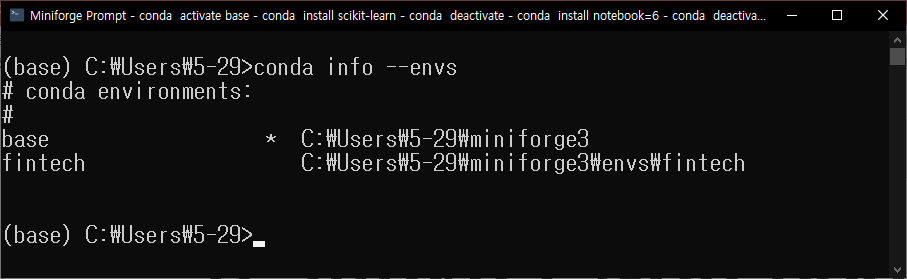 Miniforge Prompt - conda  activate base - conda  install scikit-learn - conda  deactivate - conda  install notebook=6 - conda  deactiva...
(base) C:₩Users₩5-29>conda info --envs
# conda environments:
#
base                  *  C:₩Users₩5-29₩miniforge3
fintech                  C:₩Users₩5-29₩miniforge3₩envs₩fintech
(base) C:₩Users₩5-29>